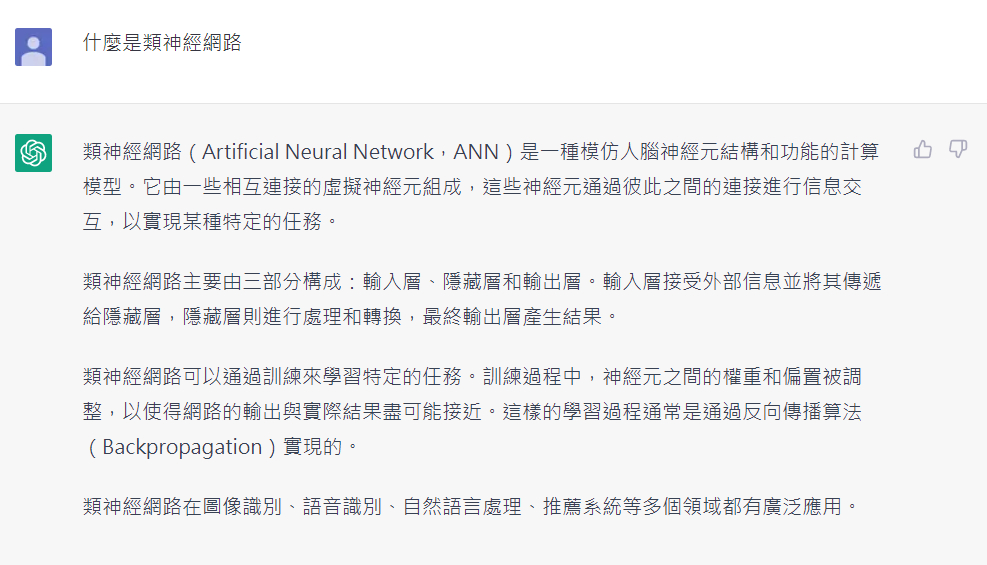 什麼是類神經網路
類神經網路（Artificial Neural Network，ANN）是一種模仿人腦神經元結構和功能的計算
模型。它由一些相互連接的虛擬神經元組成，這些神經元通過彼此之間的連接進行信息交
互，以實現某種特定的任務。
類神經網路主要由三部分構成：輸入層、隱藏層和輸出層。輸入層接受外部信息並將其傳遞
給隱藏層，隱藏層則進行處理和轉換，最終輸出層產生結果。
類神經網路可以通過訓練來學習特定的任務。訓練過程中，神經元之間的權重和偏置被調
整，以使得網路的輸出與實際結果盡可能接近。這樣的學習過程通常是通過反向傳播算法
（Backpropagation）實現的。
類神經網路在圖像識別、語音識別、自然語言處理、推薦系統等多個領域都有廣泛應用。